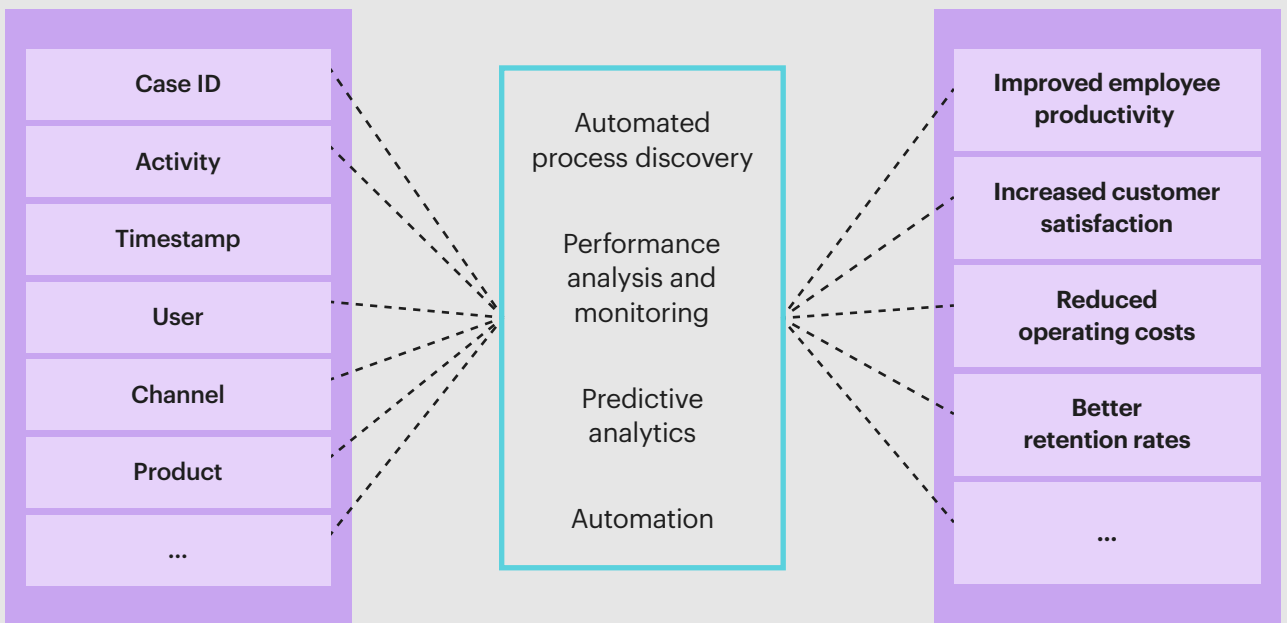 Case ID
Activity
Timestamp
User
Channel
Product
...
Automated
process discovery
Performance
analysis and
monitoring
Predictive
analytics
Automation
Improved employee
productivity
Increased customer
satisfaction
Reduced
operating costs
Better
retention rates
...